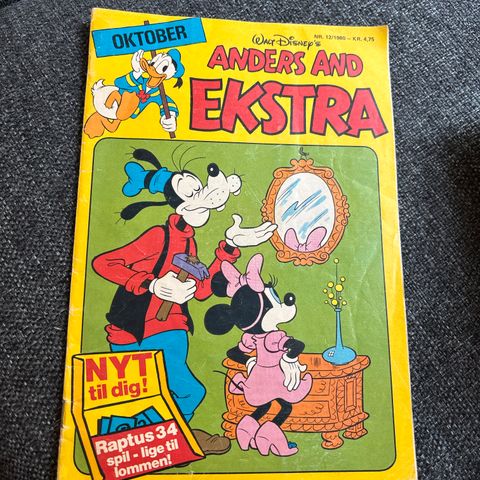 OKTOBER
Walt Disney's
NR. 12/1980 – KR. 4,75
ANDERS AND
EKSTRA
NYT
til dig!
Raptus 34
spil - lige til
lommen!